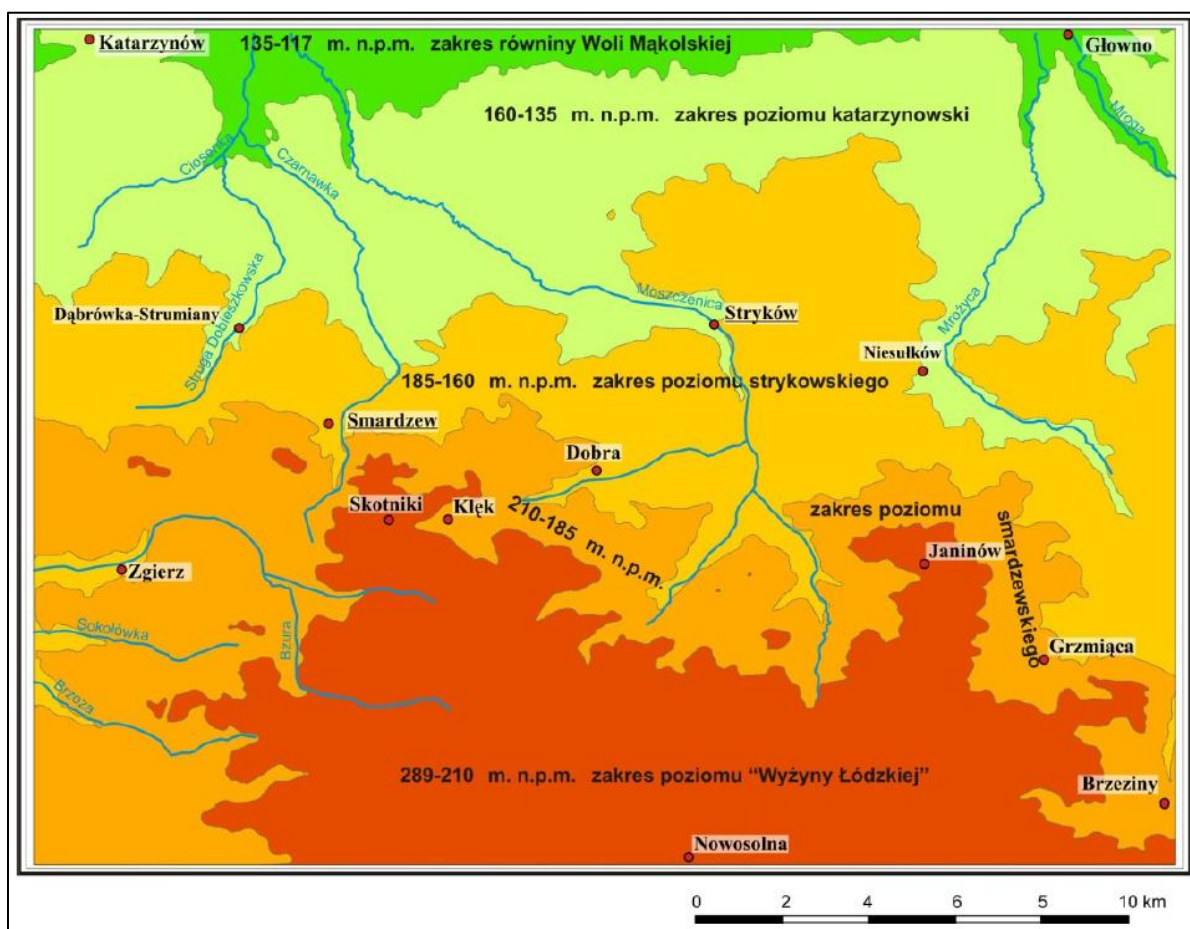 Katarzynów
135-117 m. n.p.m. zakres równiny Woli Mąkolskiej
Głowno
160-135 m. n.p.m. zakres poziomu katarzynowski
Mroga
Ciosenka
Czarnawka
Struga Dobieszkowska
Dąbrówka-Strumiany
Moszczenica
Stryków
Mrożyca
Niesułków
185-160 m. n.p.m. zakres poziomu strykowskiego
Smardzew
Dobra
Skotniki
Klęk
210-185 m. n.p.m.
zakres poziomu
smardzewskiego
Janinów
Zgierz
Sokołówka
Bzura
Grzmiąca
Brzoza
289-210 m. n.p.m. zakres poziomu “Wyżyny Łódzkiej”
Brzeziny
Nowosolna
0 2 4 6 5 10 km